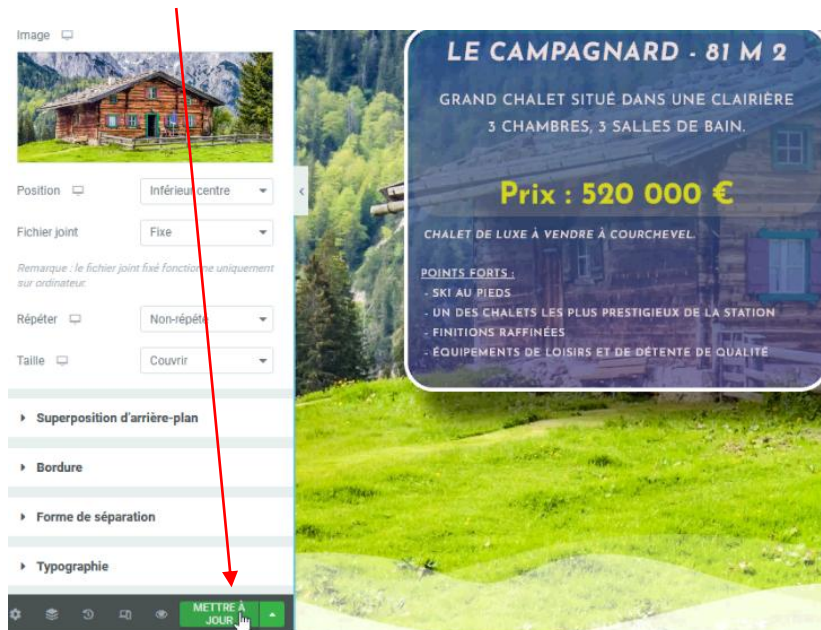 Image
Position
Inférieur centre
Fichier joint
Fixe
Remarque : le fichier joint fixé fonctionne uniquement
sur ordinateur.
Répéter
Non-répété
Taille
Couvrir
Superposition d'arrière-plan
Bordure
Forme de séparation
Typographie
METTRE À
JOUR
LE CAMPAGNARD - 81 M 2
GRAND CHALET SITUÉ DANS UNE CLAIRIÈRE
3 CHAMBRES, 3 SALLES DE BAIN.
Prix : 520 000 €
CHALET DE LUXE À VENDRE À COURCHEVEL.
POINTS FORTS :
- SKI AU PIEDS
- UN DES CHALETS LES PLUS PRESTIGIEUX DE LA STATION
- FINITIONS RAFFINÉES
- ÉQUIPEMENTS DE LOISIRS ET DE DÉTENTE DE QUALITÉ